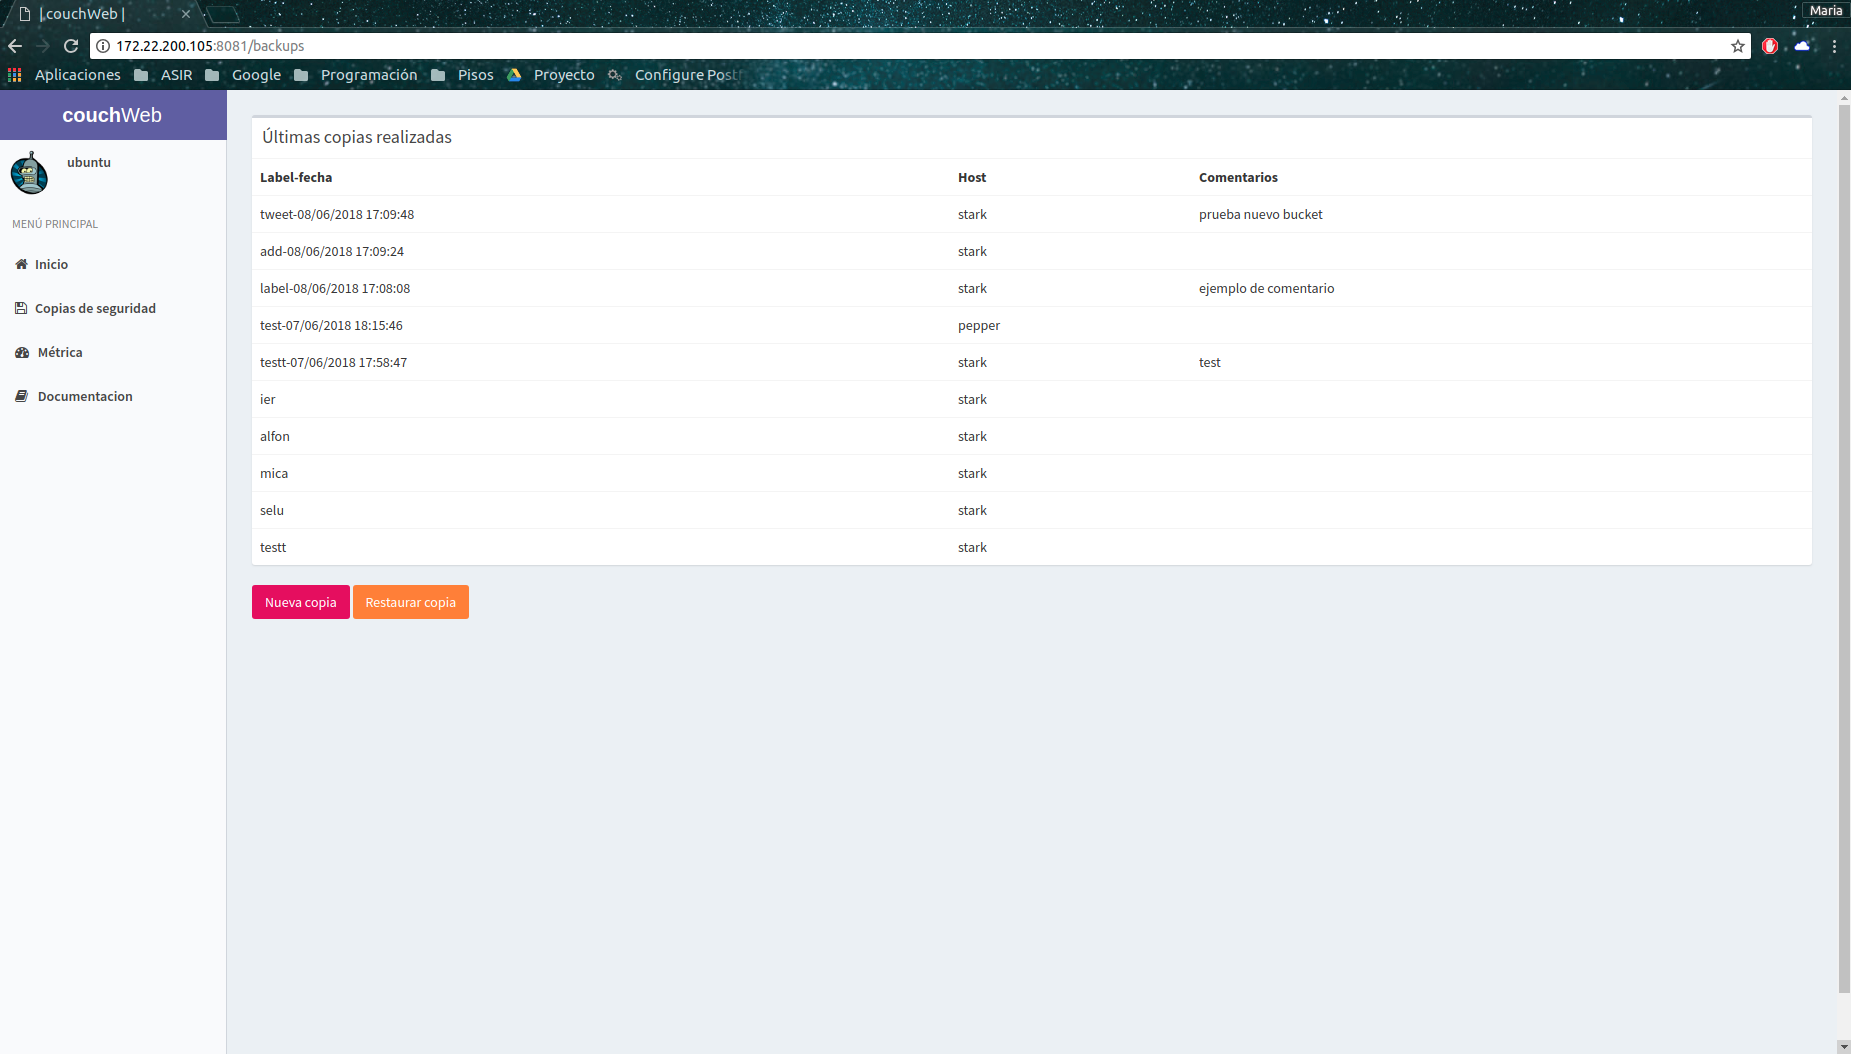 | couchWeb |
Maria
172.22.200.105:8081/backups
Aplicaciones ASIR Google Programación Pisos Proyecto Configure Post
couchWeb
ubuntu
MENÚ PRINCIPAL
Inicio
Copias de seguridad
Métrica
Documentacion
Últimas copias realizadas
Label-fecha Host Comentarios
tweet-08/06/2018 17:09:48 stark prueba nuevo bucket
add-08/06/2018 17:09:24 stark
label-08/06/2018 17:08:08 stark ejemplo de comentario
test-07/06/2018 18:15:46 pepper
testt-07/06/2018 17:58:47 stark test
ier stark
alfon stark
mica stark
selu stark
testt stark
Nueva copia Restaurar copia